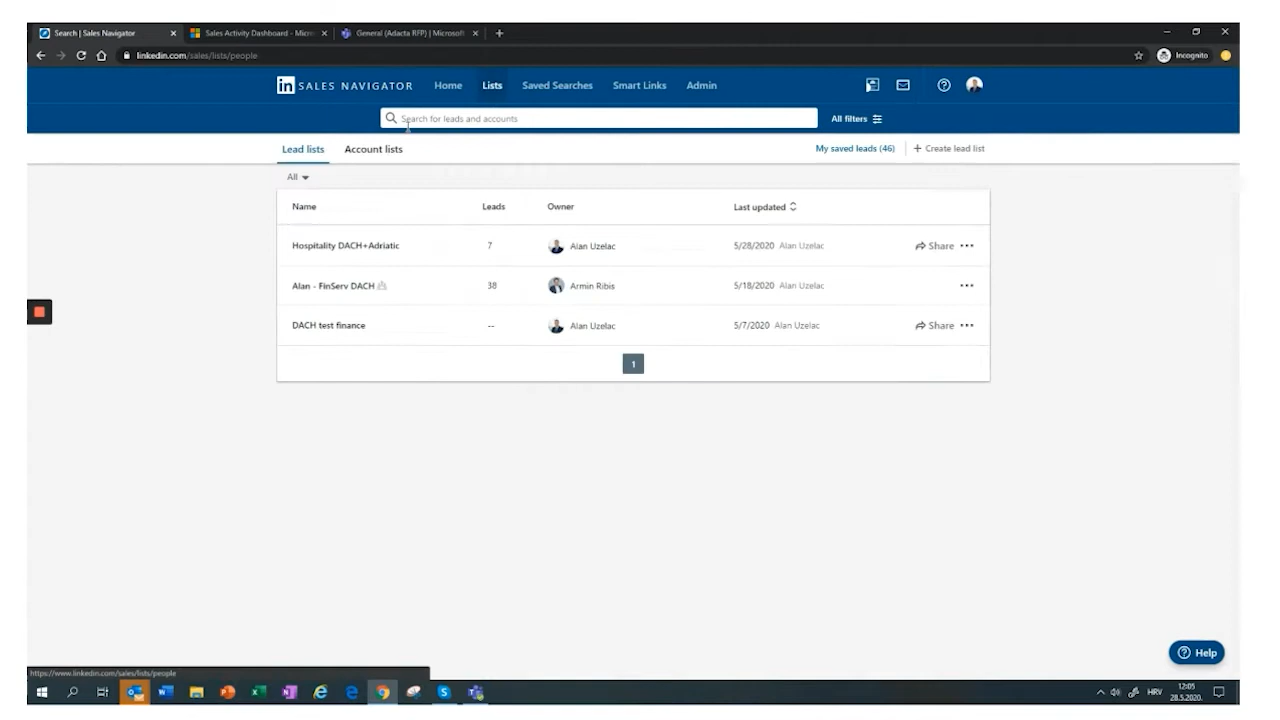 Search | Sales Navigator
Sales Activity Dashboard - Micro
General (Adacta RFP) | Microsoft
linkedin.com/sales/lists/people
Incognito
in SALES NAVIGATOR Home Lists Saved Searches Smart Links Admin
Search for leads and accounts
All filters
Lead lists Account lists My saved leads (46) + Create lead list
All
Name Leads Owner Last updated
Hospitality DACH+Adriatic 7 Alan Uzelac 5/28/2020 Alan Uzelac Share
Alan - FinServ DACH 38 Armin Ribis 5/18/2020 Alan Uzelac
DACH test finance -- Alan Uzelac 5/7/2020 Alan Uzelac Share
1
Help
https://www.linkedin.com/sales/lists/people
HRV 12:05
28.5.2020.